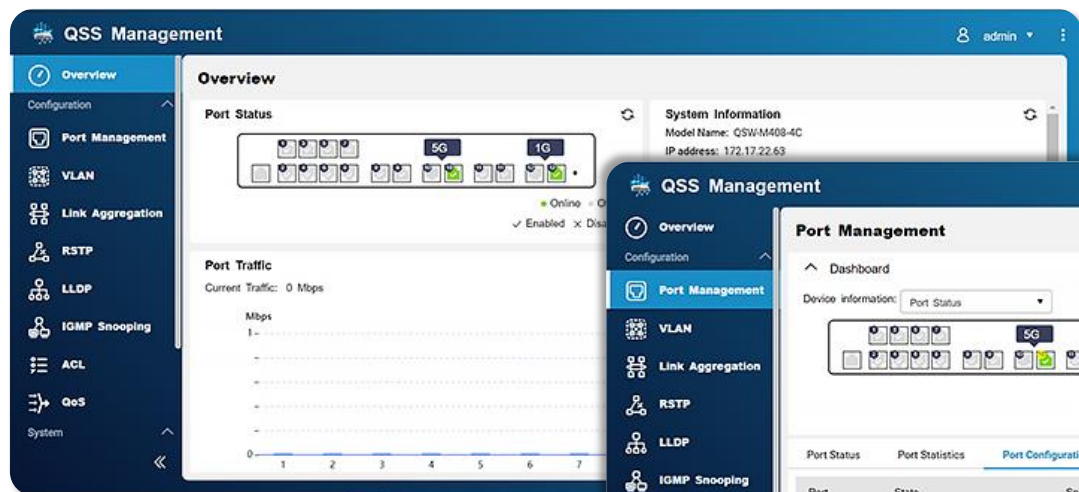 QSS Management
admin
Overview
Configuration
Port Management
VLAN
Link Aggregation
RSTP
LLDP
IGMP Snooping
ACL
QoS
System
Overview
Port Status
5G
1G
Online
Enabled
Port Traffic
Current Traffic: 0 Mbps
Mbps
1
0
1 2 3 4 5 6 7
System Information
Model Name: QSW-M408-4C
IP address: 172.17.22.63
QSS Management
Overview
Configuration
Port Management
VLAN
Link Aggregation
RSTP
LLDP
IGMP Snooping
Port Management
Dashboard
Device information: Port Status
5G
Port Status Port Statistics Port Configurati
Port State